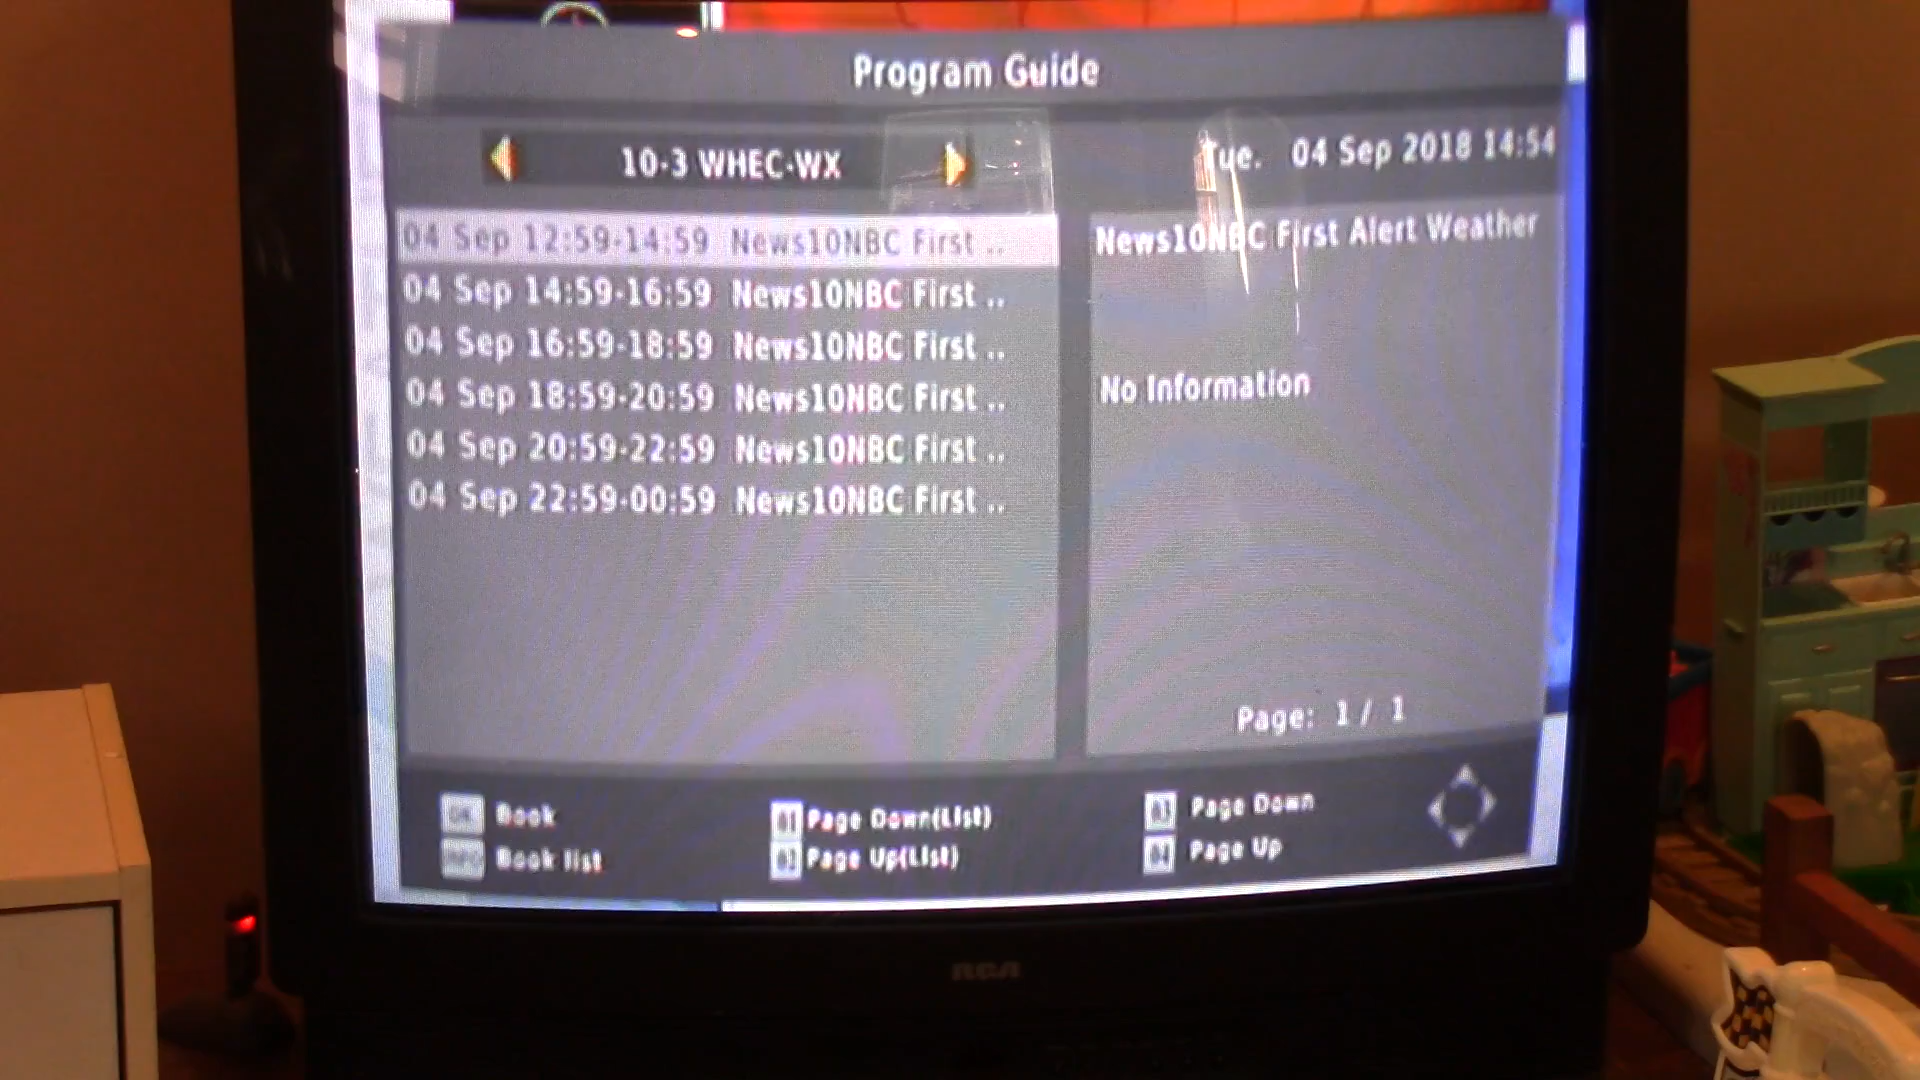 Program Guide
10-3 WHEC-WX
Tue. 04 Sep 2018 14:54
04 Sep 12:59-14:59 News10NBC First ..
04 Sep 14:59-16:59 News10NBC First ..
04 Sep 16:59-18:59 News10NBC First ..
04 Sep 18:59-20:59 News10NBC First ..
04 Sep 20:59-22:59 News10NBC First ..
04 Sep 22:59-00:59 News10NBC First ..
News10NBC First Alert Weather
No Information
Page: 1 / 1
OK Book
INFO Book list
Page Down(List)
Page Up(List)
Page Down
Page Up
RCA